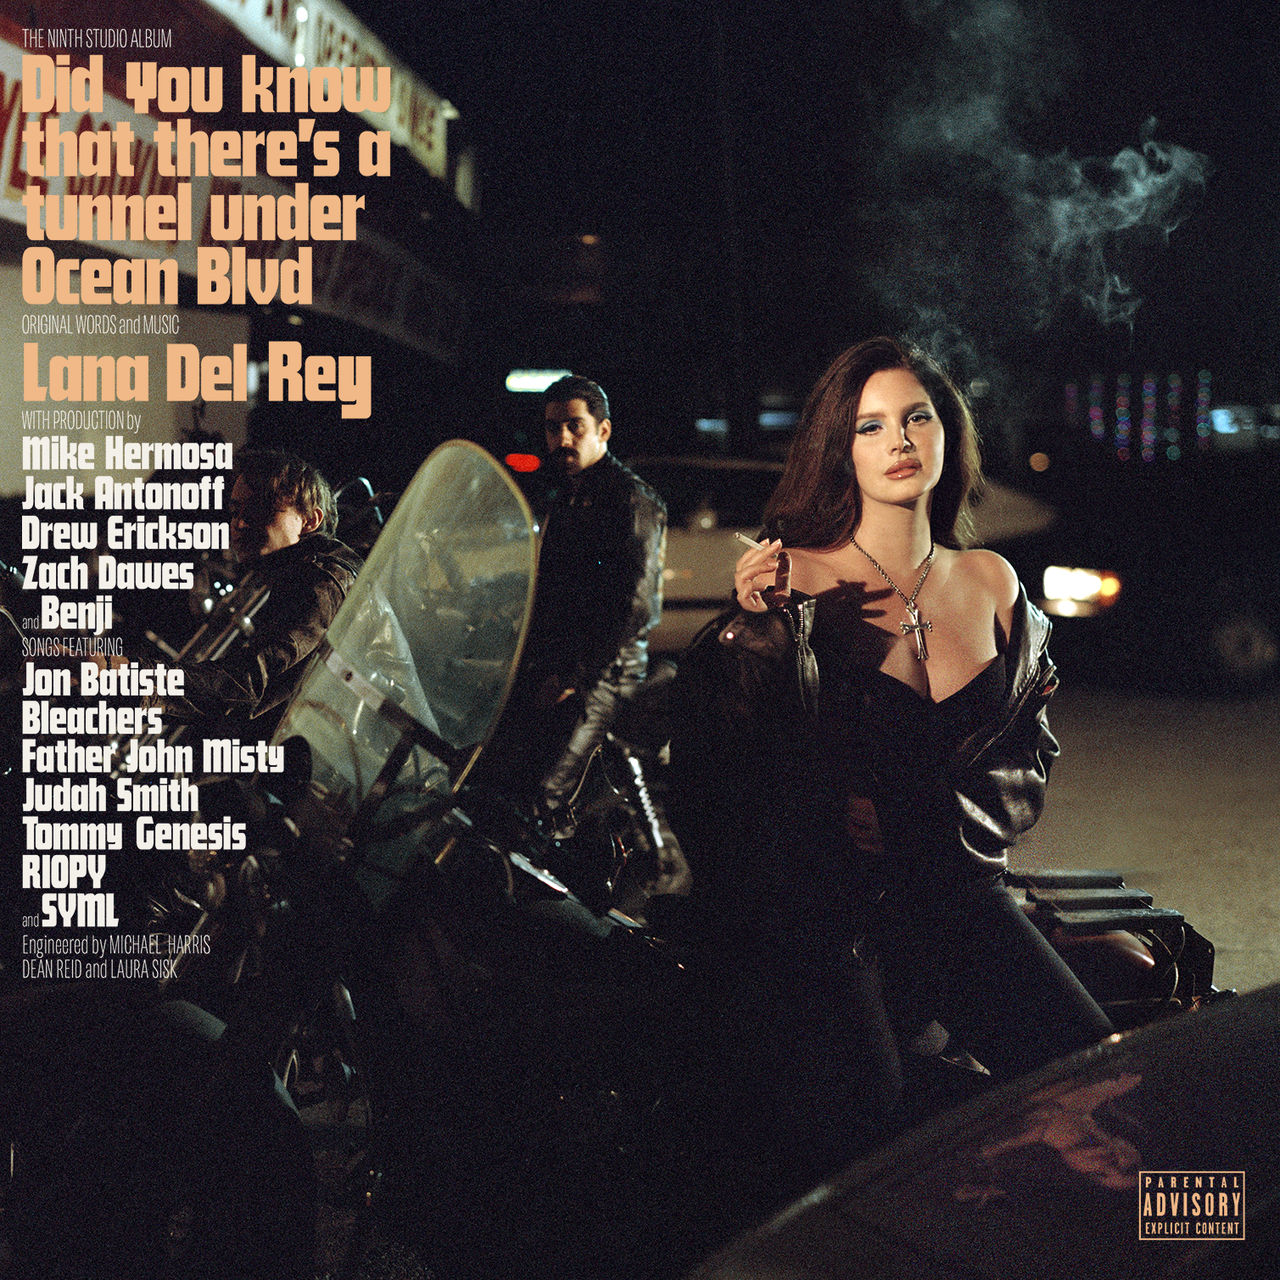 THE NINTH STUDIO ALBUM
Did you know
that there's a
tunnel under
Ocean Blvd
ORIGINAL WORDS and MUSIC
Lana Del Rey
WITH PRODUCTION by
Mike Hermosa
Jack Antonoff
Drew Erickson
Zach Dawes
and Benji
SONGS FEATURING
Jon Batiste
Bleachers
Father John Misty
Judah Smith
Tommy Genesis
RIOPY
and SYML
Engineered by MICHAEL HARRIS
DEAN REID and LAURA SISK
PARENTAL
ADVISORY
EXPLICIT CONTENT